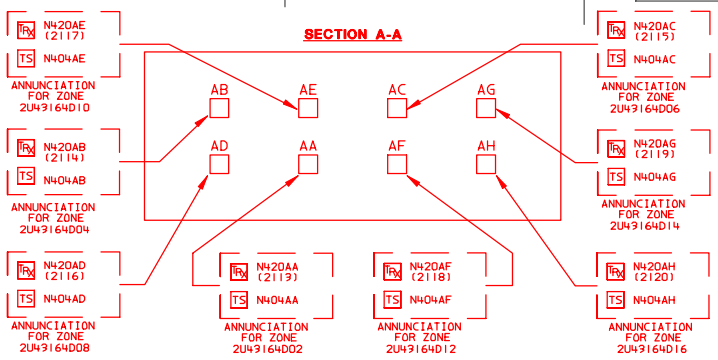 SECTION A-A
TRX N420AE
(2117)
TS N404AE
ANNUNCIATION
FOR ZONE
2U43164D10
TRX N420AB
(2114)
TS N404AB
ANNUNCIATION
FOR ZONE
2U43164D04
TRX N420AD
(2116)
TS N404AD
ANNUNCIATION
FOR ZONE
2U43164D08
AB AE AC AG
AD AA AF AH
TRX N420AA
(2113)
TS N404AA
ANNUNCIATION
FOR ZONE
2U43164D02
TRX N420AF
(2118)
TS N404AF
ANNUNCIATION
FOR ZONE
2U43164D12
TRX N420AC
(2115)
TS N404AC
ANNUNCIATION
FOR ZONE
2U43164D06
TRX N420AG
(2119)
TS N404AG
ANNUNCIATION
FOR ZONE
2U43164D14
TRX N420AH
(2120)
TS N404AH
ANNUNCIATION
FOR ZONE
2U43164D16